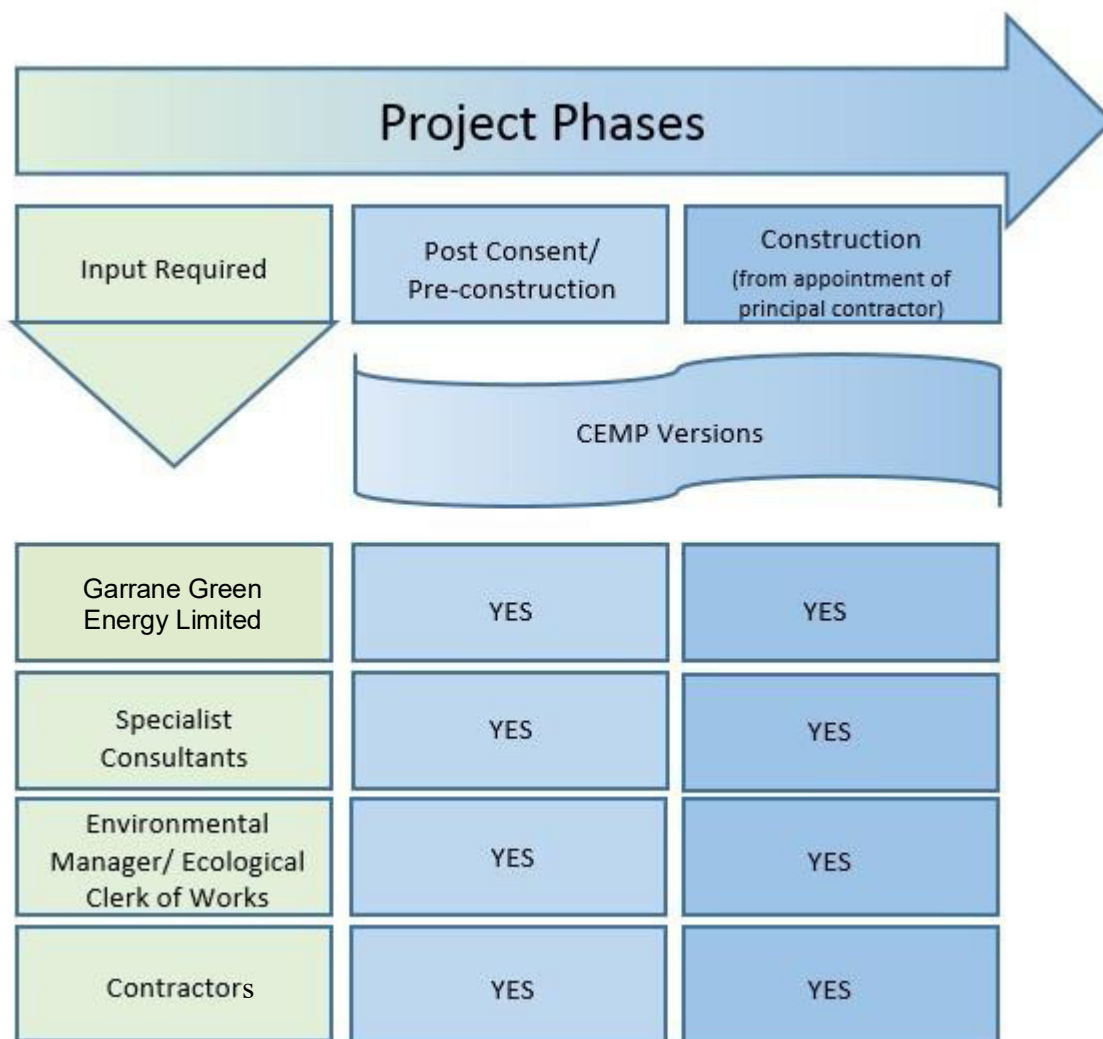 Project Phases
Input Required
Post Consent/
Pre-construction
Construction
(from appointment of
principal contractor)
CEMP Versions
Garrane Green
Energy Limited
YES
YES
Specialist
Consultants
YES
YES
Environmental
Manager/ Ecological
Clerk of Works
YES
YES
Contractors
YES
YES